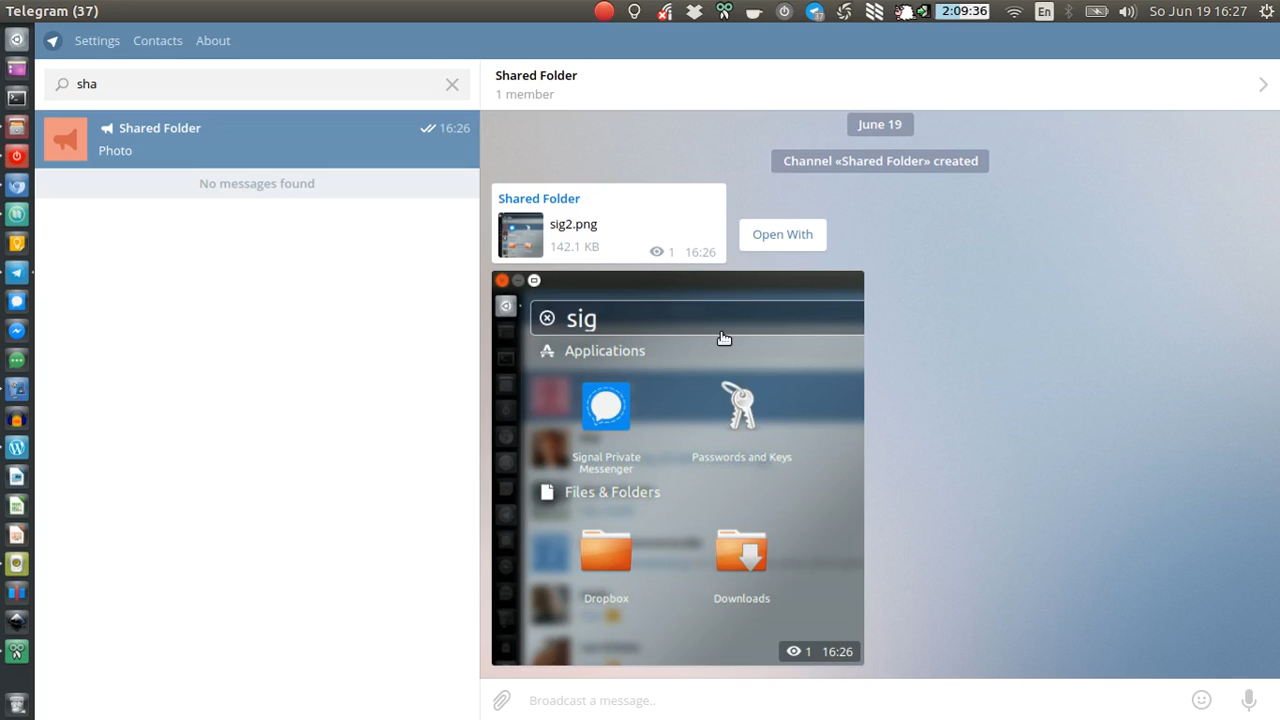 Telegram (37)
37
2:09:36
En
So Jun 19 16:27
Settings
Contacts
About
sha
Shared Folder
16:26
Photo
No messages found
Shared Folder
1 member
June 19
Channel «Shared Folder» created
Shared Folder
sig2.png
142.1 KB
1 16:26
Open With
sig
Applications
Signal Private
Messenger
Passwords and Keys
Files & Folders
Dropbox
Downloads
1 16:26
Broadcast a message..